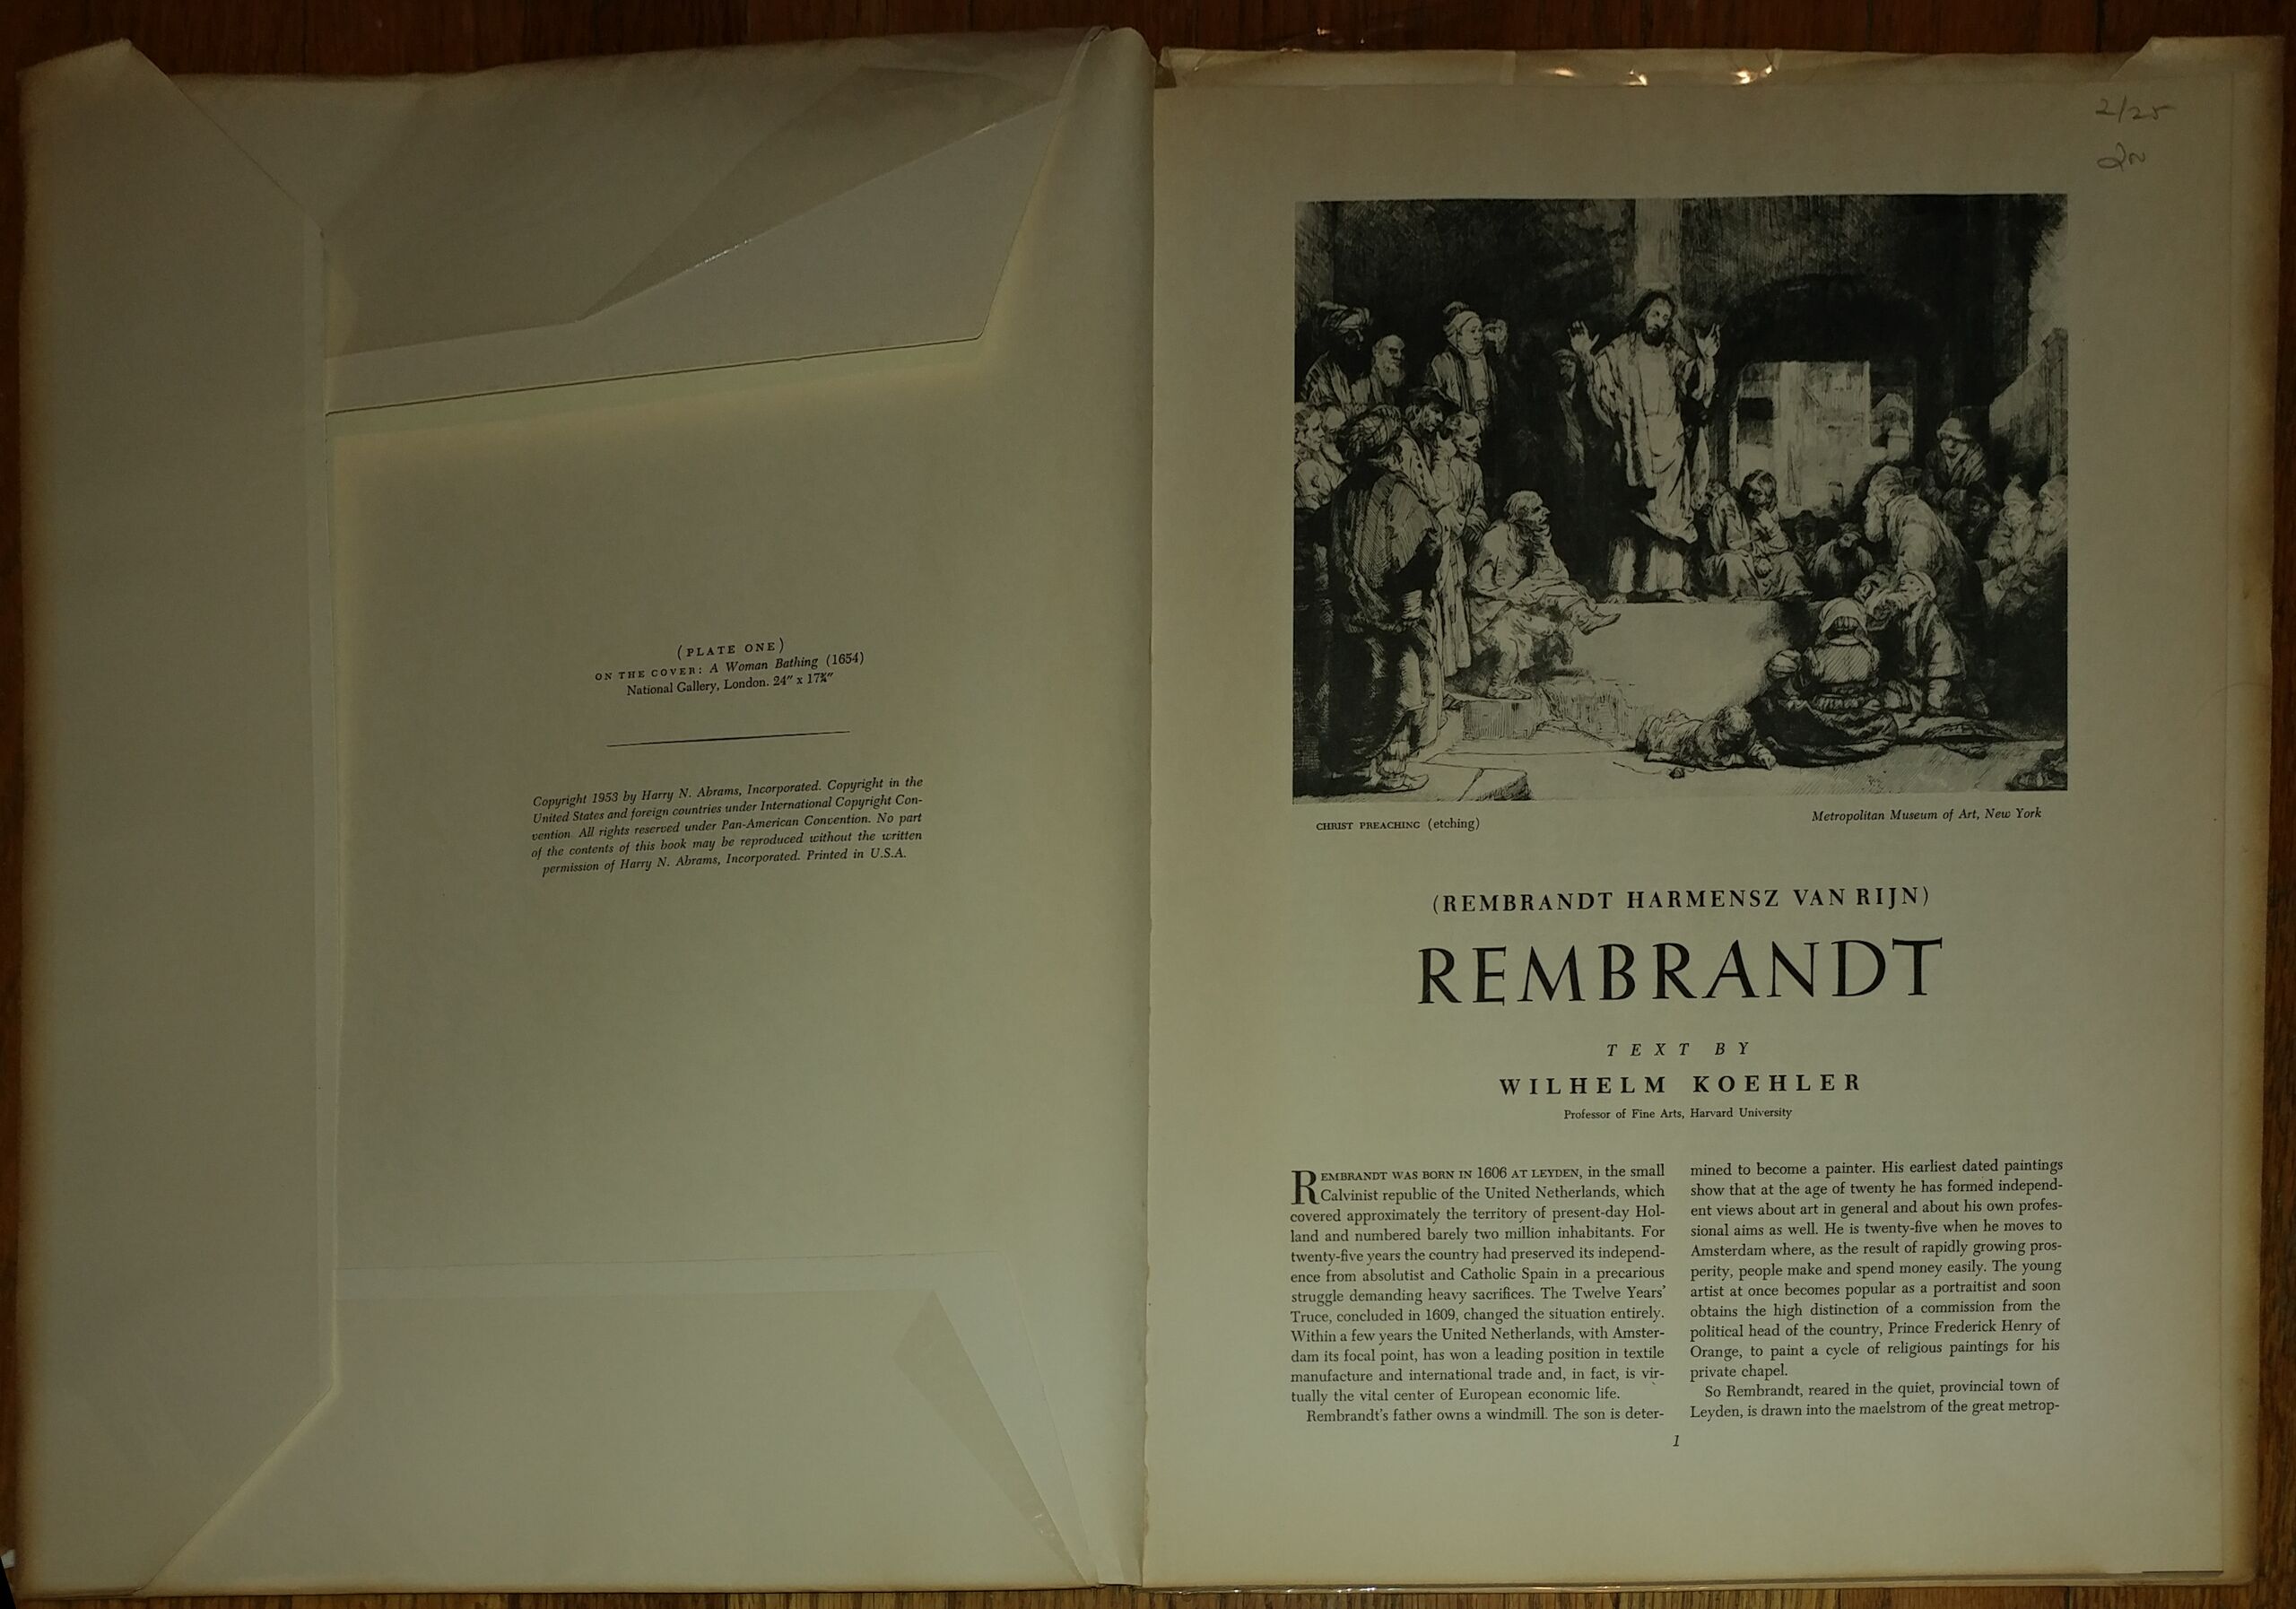 (PLATE ONE)
ON THE COVER: A Woman Bathing (1654)
National Gallery, London. 24" x 17¾"
Copyright 1953 by Harry N. Abrams, Incorporated. Copyright in the
United States and foreign countries under International Copyright Con-
vention. All rights reserved under Pan-American Convention. No part
of the contents of this book may be reproduced without the written
permission of Harry N. Abrams, Incorporated. Printed in U.S.A.
2/25
CHRIST PREACHING (etching)
Metropolitan Museum of Art, New York
(REMBRANDT HARMENSZ VAN RIJN)
REMBRANDT
TEXT BY
WILHELM KOEHLER
Professor of Fine Arts, Harvard University
REMBRANDT WAS BORN IN 1606 AT LEYDEN, in the small
Calvinist republic of the United Netherlands, which
covered approximately the territory of present-day Hol-
land and numbered barely two million inhabitants. For
twenty-five years the country had preserved its independ-
ence from absolutist and Catholic Spain in a precarious
struggle demanding heavy sacrifices. The Twelve Years'
Truce, concluded in 1609, changed the situation entirely.
Within a few years the United Netherlands, with Amster-
dam its focal point, has won a leading position in textile
manufacture and international trade and, in fact, is vir-
tually the vital center of European economic life.
Rembrandt's father owns a windmill. The son is deter-
mined to become a painter. His earliest dated paintings
show that at the age of twenty he has formed independ-
ent views about art in general and about his own profes-
sional aims as well. He is twenty-five when he moves to
Amsterdam where, as the result of rapidly growing pros-
perity, people make and spend money easily. The young
artist at once becomes popular as a portraitist and soon
obtains the high distinction of a commission from the
political head of the country, Prince Frederick Henry of
Orange, to paint a cycle of religious paintings for his
private chapel.
So Rembrandt, reared in the quiet, provincial town of
Leyden, is drawn into the maelstrom of the great metrop-
1